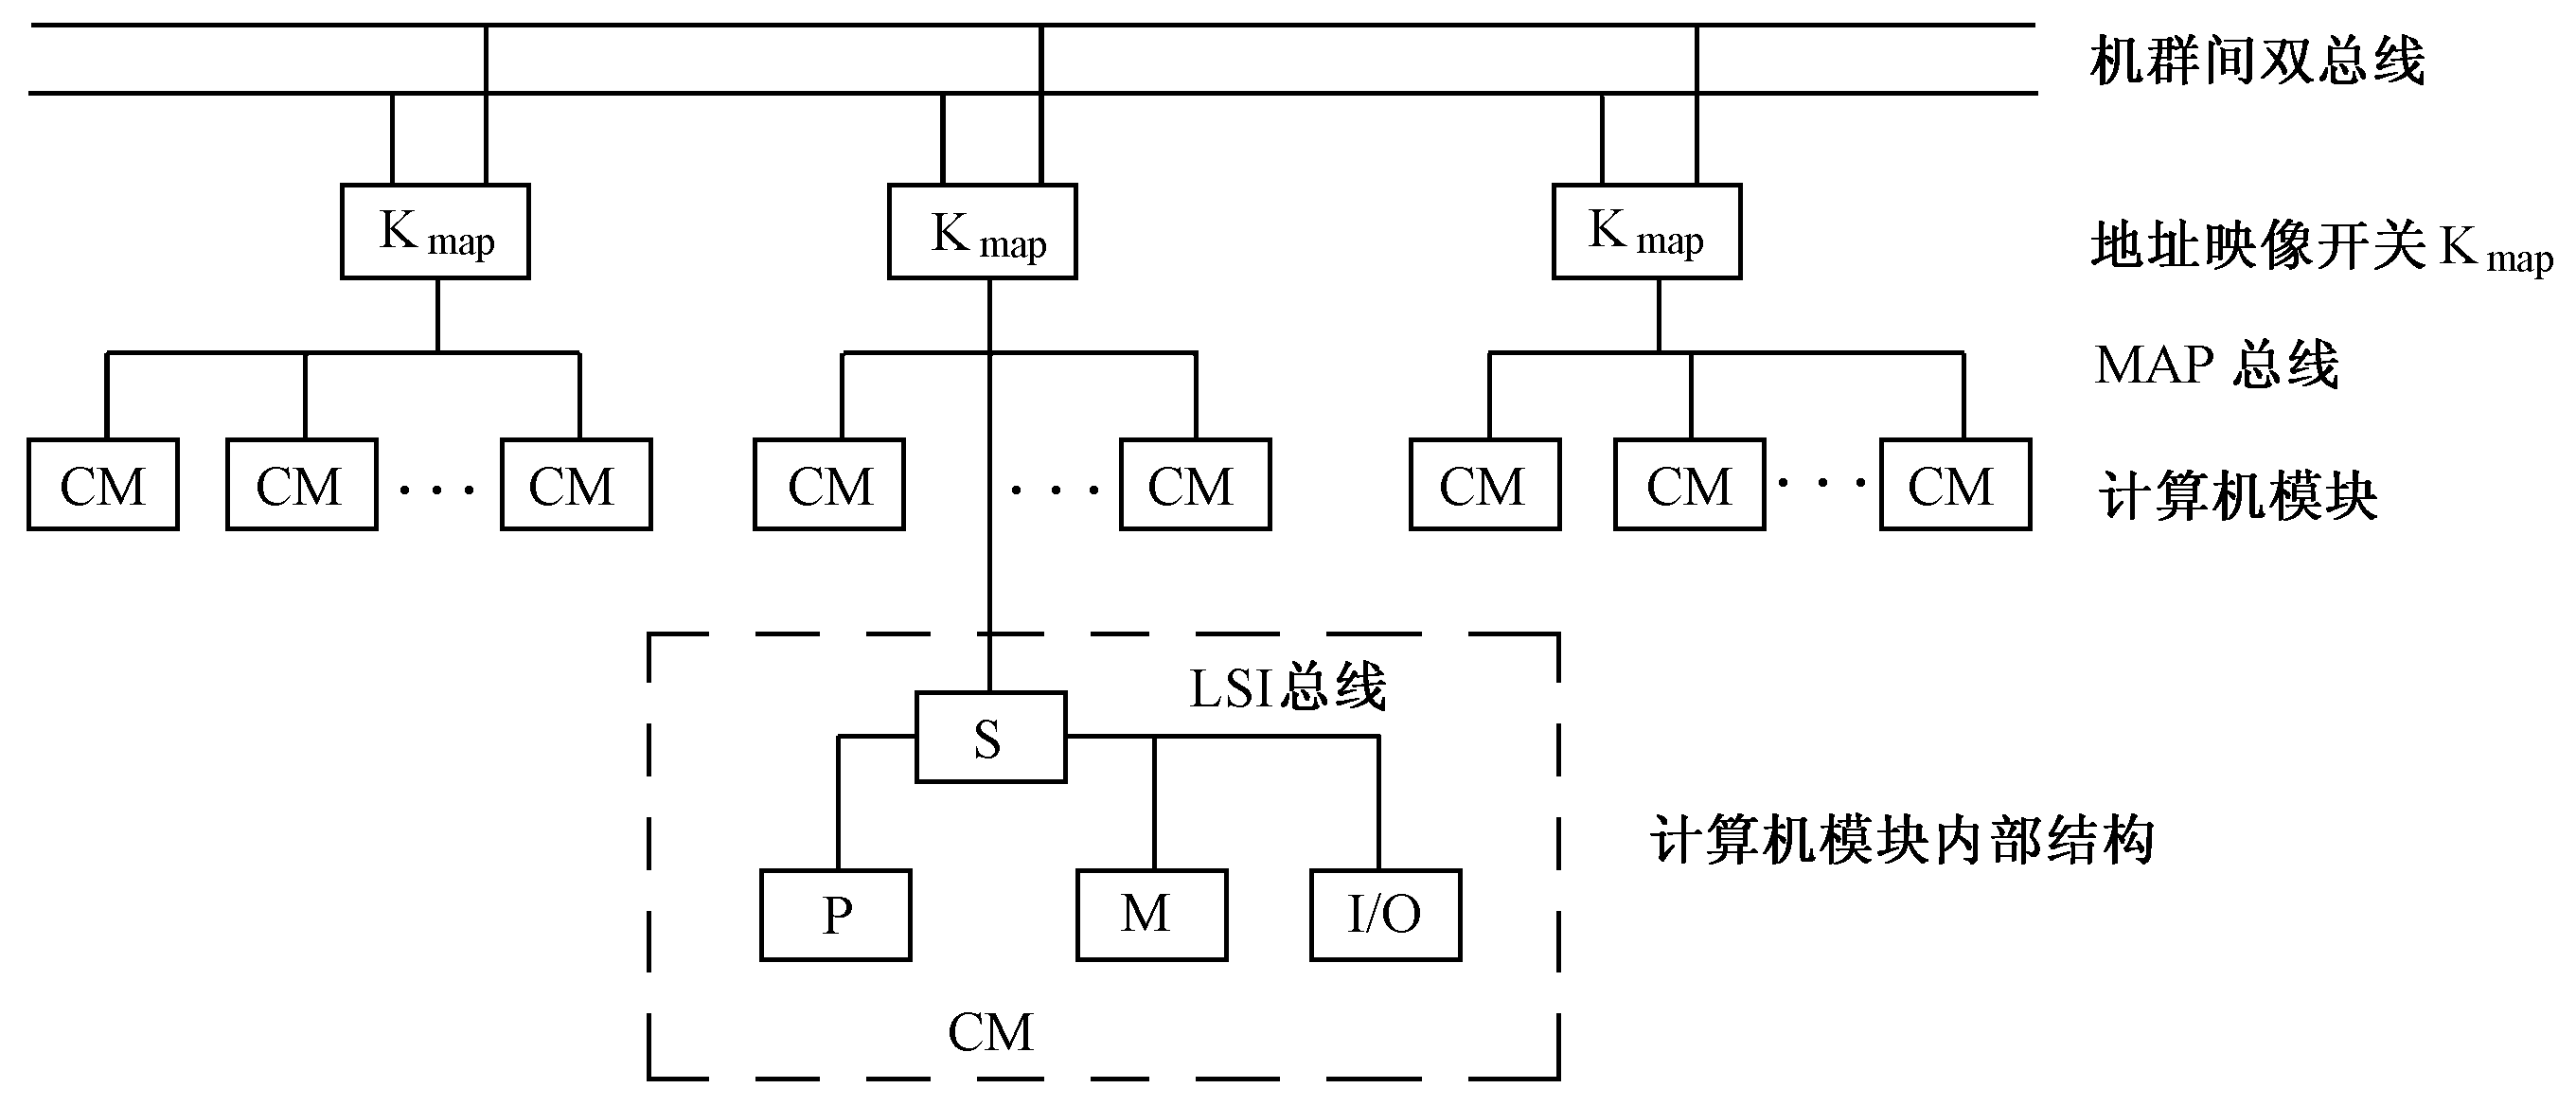 机群间双总线
K map K map K map 地址映像开关 K map
MAP 总线
CM CM ··· CM CM ··· CM CM CM ··· CM 计算机模块
LSI总线
S
计算机模块内部结构
P M I/O
CM